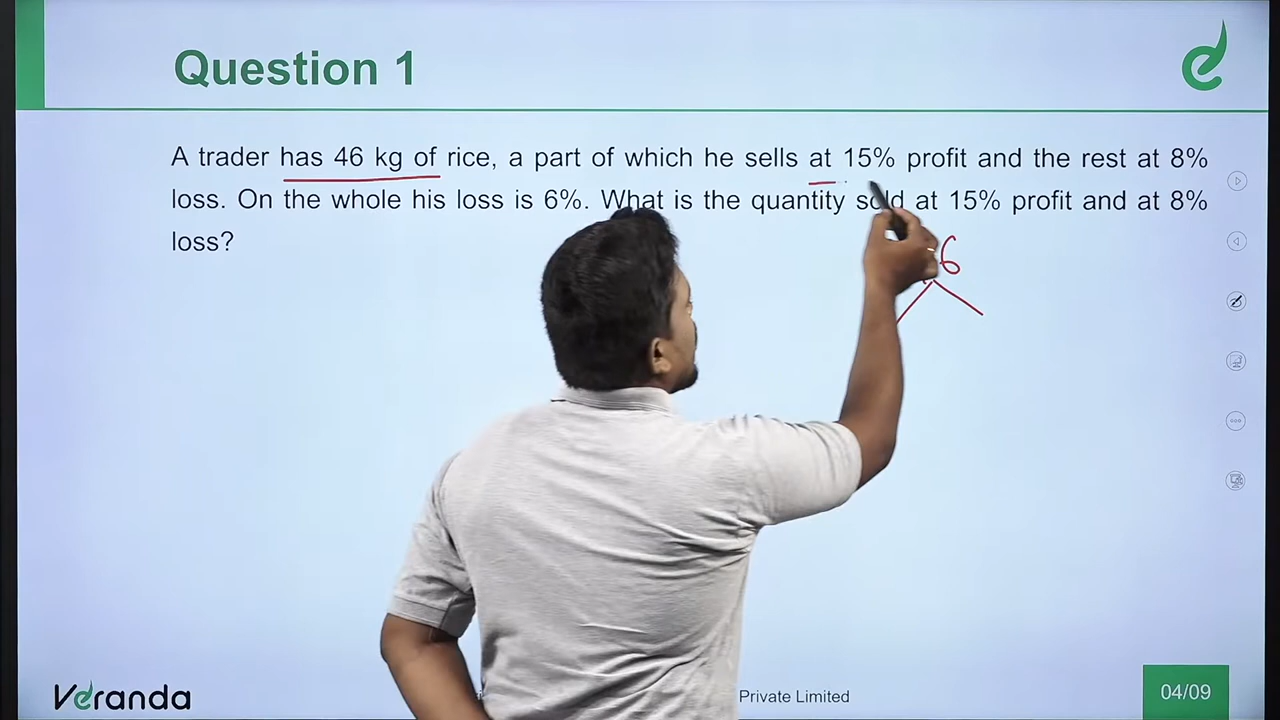 Question 1
A trader has 46 kg of rice, a part of which he sells at 15% profit and the rest at 8%
loss. On the whole his loss is 6%. What is the quantity sold at 15% profit and at 8%
loss?
6
Veranda
Private Limited
04/09